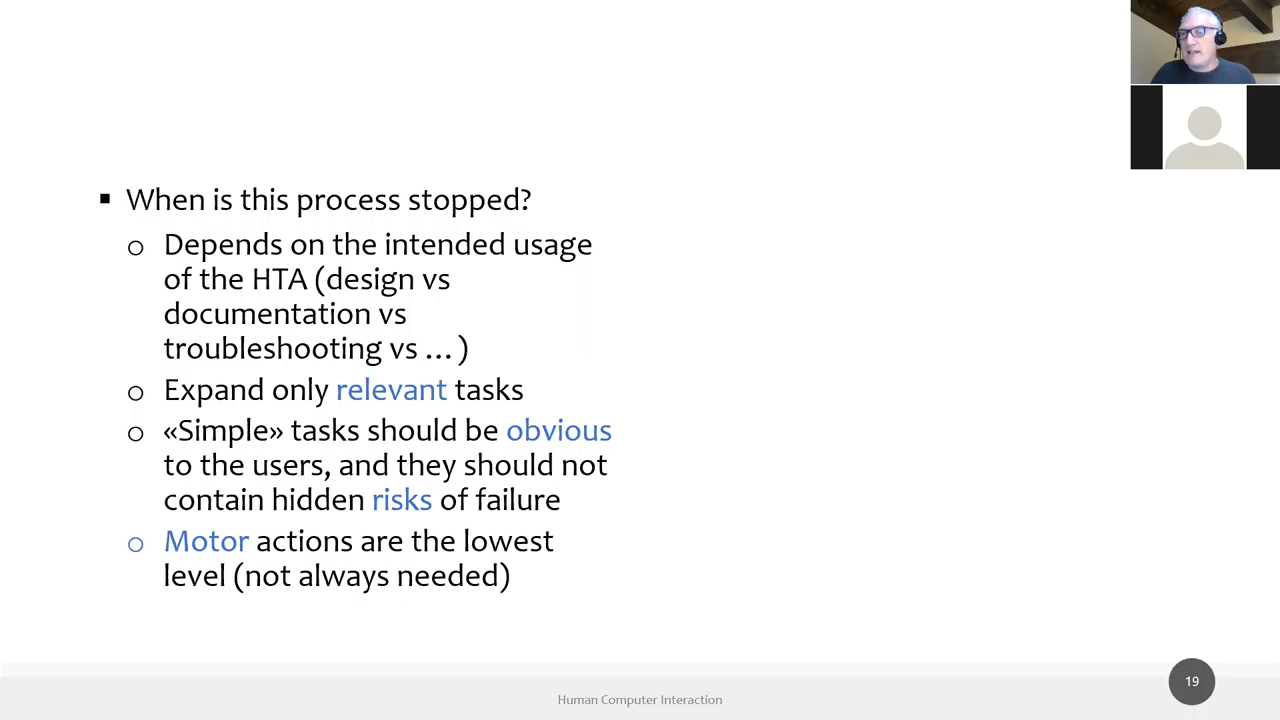 ▪ When is this process stopped?
o Depends on the intended usage
of the HTA (design vs
documentation vs
troubleshooting vs … )
o Expand only relevant tasks
o «Simple» tasks should be obvious
to the users, and they should not
contain hidden risks of failure
o Motor actions are the lowest
level (not always needed)
Human Computer Interaction
19